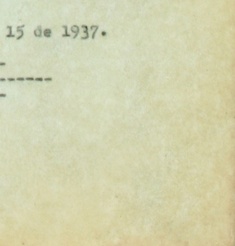 15 de 1937.
-
------
-